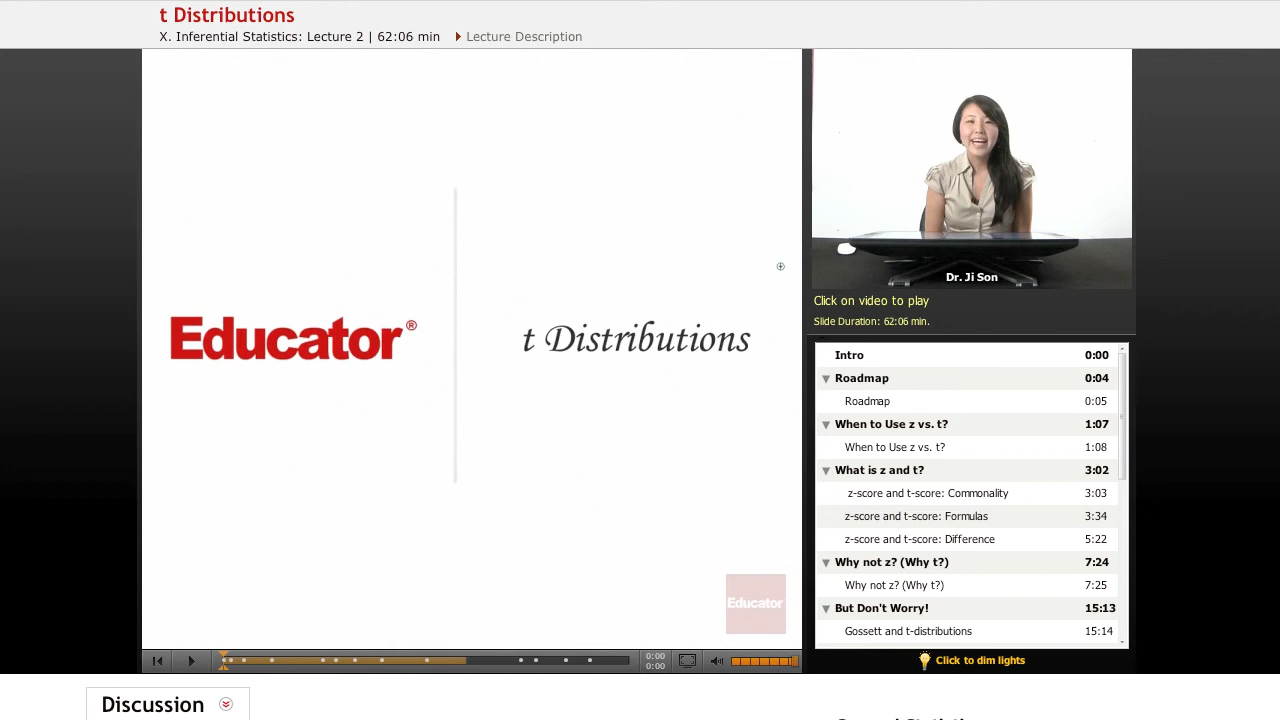 t Distributions
X. Inferential Statistics: Lecture 2 | 62:06 min
Lecture Description
Educator®
t Distributions
Educator
Dr. Ji Son
Click on video to play
Slide Duration: 62:06 min.
Intro 0:00
Roadmap 0:04
Roadmap 0:05
When to Use z vs. t? 1:07
When to Use z vs. t? 1:08
What is z and t? 3:02
z-score and t-score: Commonality 3:03
z-score and t-score: Formulas 3:34
z-score and t-score: Difference 5:22
Why not z? (Why t?) 7:24
Why not z? (Why t?) 7:25
But Don't Worry! 15:13
Gossett and t-distributions 15:14
0:00
0:00
Click to dim lights
Discussion